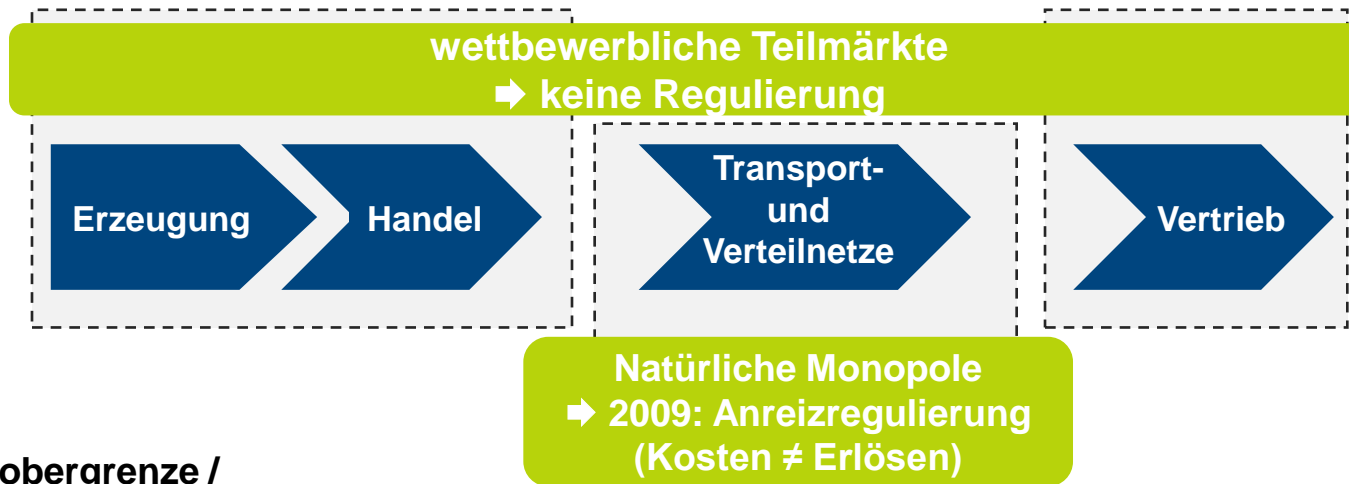 wettbewerbliche Teilmärkte
➡ keine Regulierung
Erzeugung
Handel
Transport-
und
Verteilnetze
Vertrieb
Natürliche Monopole
➡ 2009: Anreizregulierung
(Kosten ≠ Erlösen)
obergrenze /